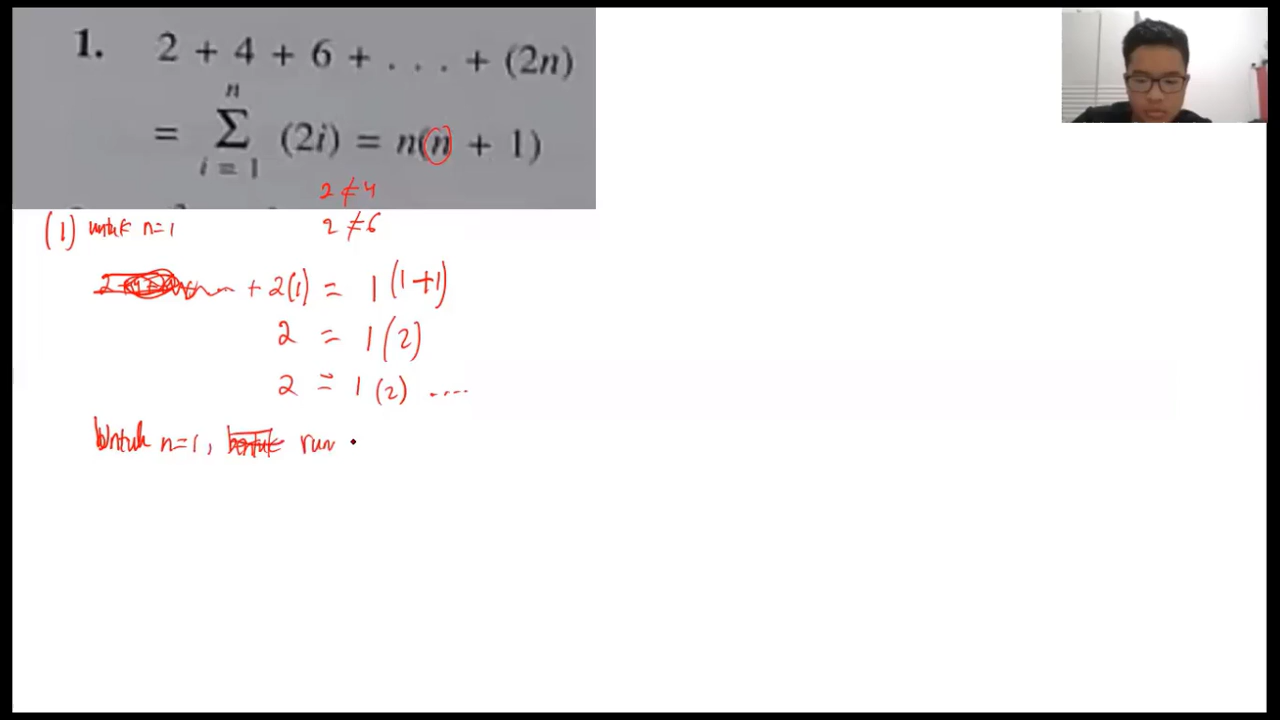 1. 2 + 4 + 6 + . . . + (2n)
n
= Σ (2i) = n(n + 1)
i = 1
2 ≠ 4
(1) untuk n=1
2 ≠ 6
+ 2(1) = 1(1+1)
2 = 1(2)
2 = 1(2) .....
Untuk n=1, run